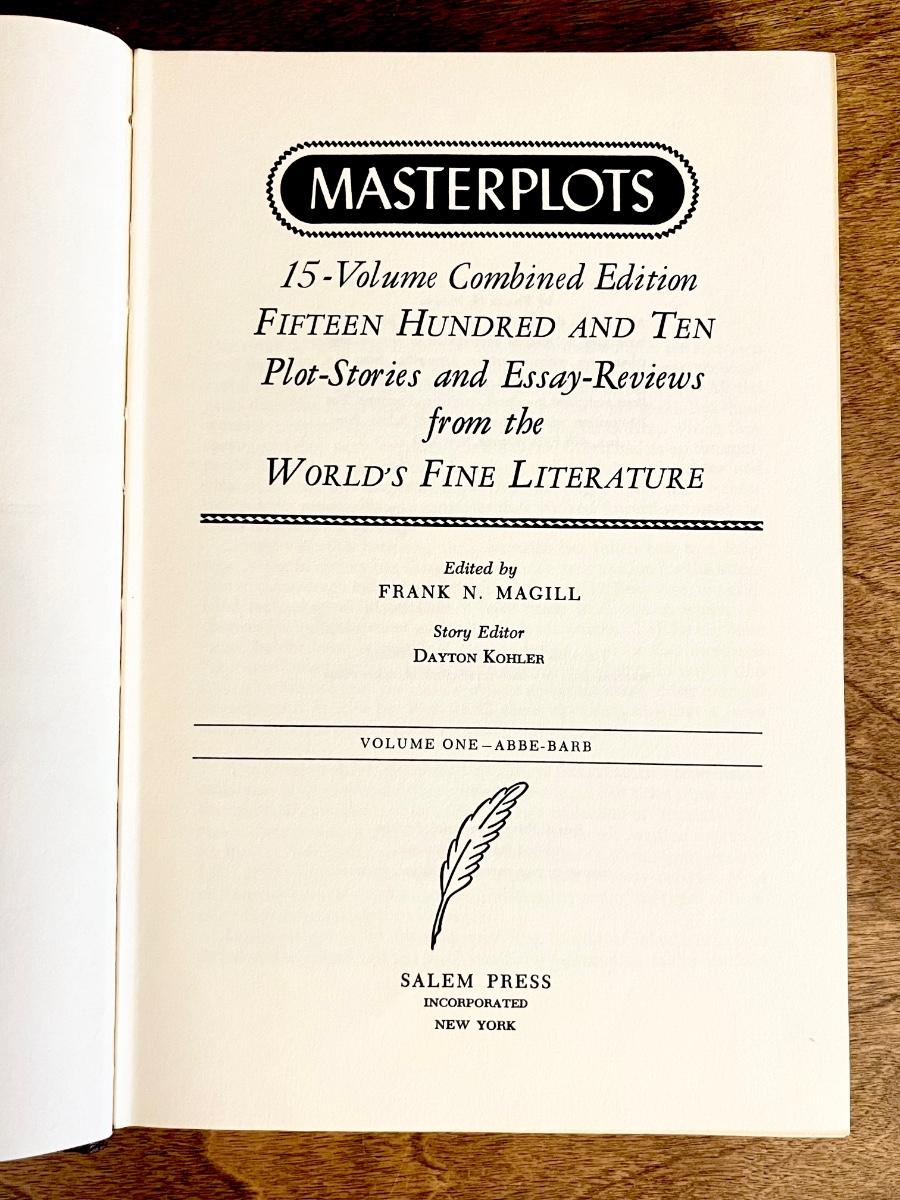 MASTERPLOTS
15-Volume Combined Edition
FIFTEEN HUNDRED AND TEN
Plot-Stories and Essay-Reviews
from the
WORLD'S FINE LITERATURE
Edited by
FRANK N. MAGILL
Story Editor
DAYTON KOHLER
VOLUME ONE—ABBE-BARB
SALEM PRESS
INCORPORATED
NEW YORK